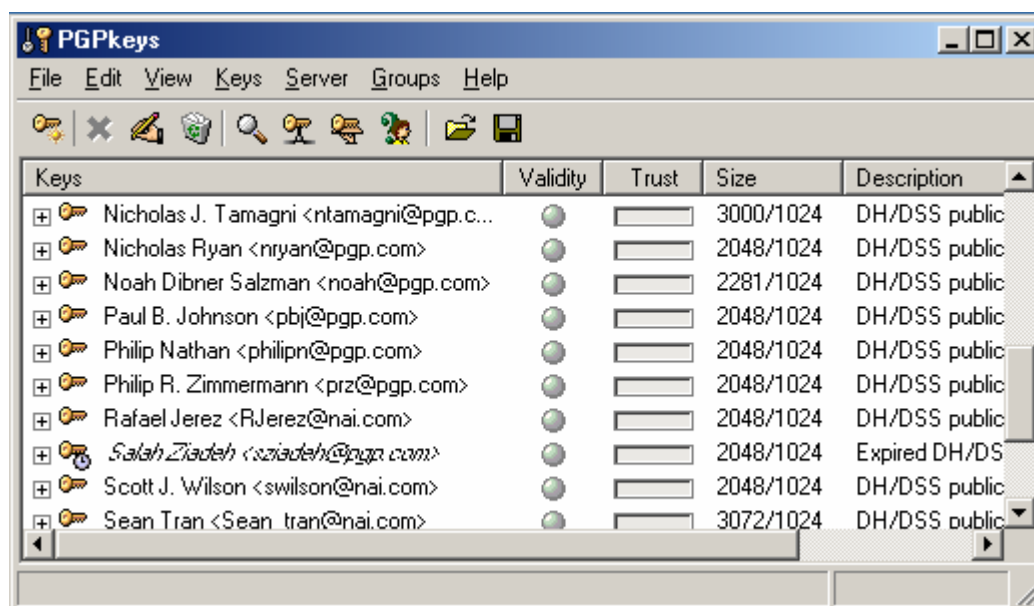 PGPkeys
File Edit View Keys Server Groups Help
Keys Validity Trust Size Description
Nicholas J. Tamagni <ntamagni@pgp.c... 3000/1024 DH/DSS public
Nicholas Ryan <nryan@pgp.com> 2048/1024 DH/DSS public
Noah Dibner Salzman <noah@pgp.com> 2281/1024 DH/DSS public
Paul B. Johnson <pbj@pgp.com> 2048/1024 DH/DSS public
Philip Nathan <philipn@pgp.com> 2048/1024 DH/DSS public
Philip R. Zimmermann <prz@pgp.com> 2048/1024 DH/DSS public
Rafael Jerez <RJerez@nai.com> 2048/1024 DH/DSS public
Salah Ziadeh <sziadeh@pgp.com> 2048/1024 Expired DH/DS
Scott J. Wilson <swilson@nai.com> 2048/1024 DH/DSS public
Sean Tran <Sean_tran@nai.com> 3072/1024 DH/DSS public